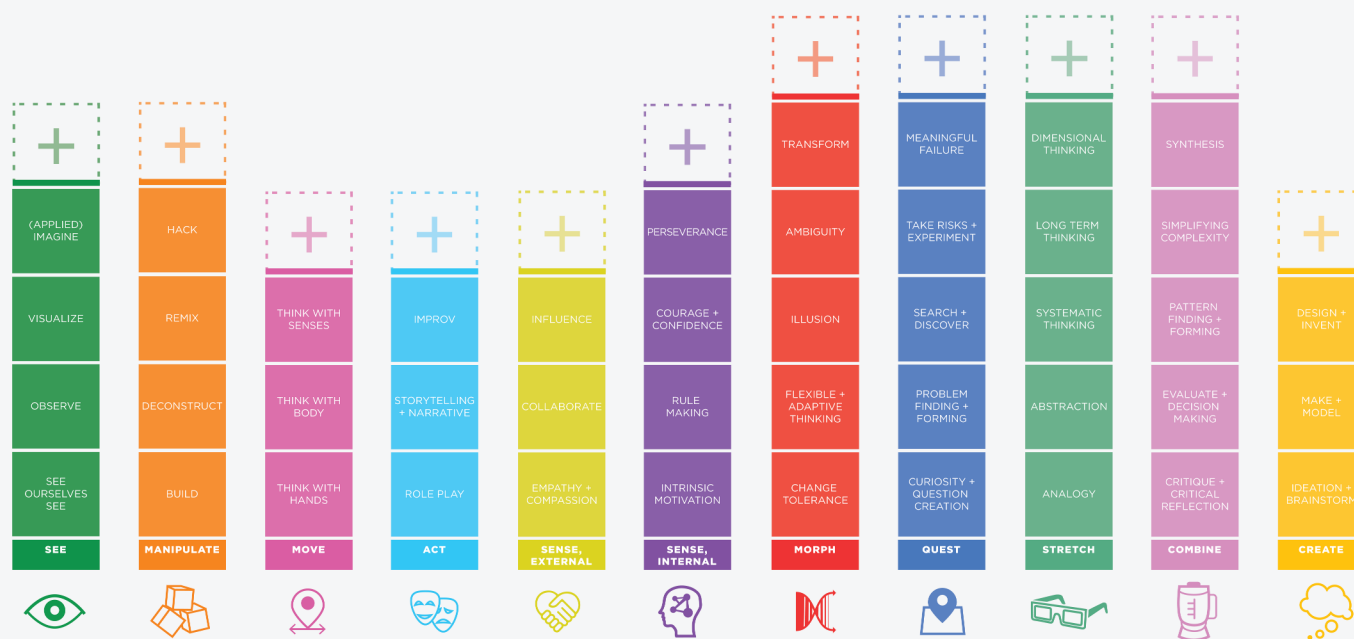 (APPLIED)
IMAGINE
VISUALIZE
OBSERVE
SEE
OURSELVES
SEE
SEE
HACK
REMIX
DECONSTRUCT
BUILD
MANIPULATE
THINK WITH
SENSES
THINK WITH
BODY
THINK WITH
HANDS
MOVE
IMPROV
STORYTELLING
+ NARRATIVE
ROLE PLAY
ACT
INFLUENCE
COLLABORATE
EMPATHY +
COMPASSION
SENSE,
EXTERNAL
PERSEVERANCE
COURAGE +
CONFIDENCE
RULE
MAKING
INTRINSIC
MOTIVATION
SENSE,
INTERNAL
TRANSFORM
AMBIGUITY
ILLUSION
FLEXIBLE +
ADAPTIVE
THINKING
CHANGE
TOLERANCE
MORPH
MEANINGFUL
FAILURE
TAKE RISKS +
EXPERIMENT
SEARCH +
DISCOVER
PROBLEM
FINDING +
FORMING
CURIOSITY +
QUESTION
CREATION
QUEST
DIMENSIONAL
THINKING
LONG TERM
THINKING
SYSTEMATIC
THINKING
ABSTRACTION
ANALOGY
STRETCH
SYNTHESIS
SIMPLIFYING
COMPLEXITY
PATTERN
FINDING +
FORMING
EVALUATE +
DECISION
MAKING
CRITIQUE +
CRITICAL
REFLECTION
COMBINE
DESIGN +
INVENT
MAKE +
MODEL
IDEATION +
BRAINSTORM
CREATE